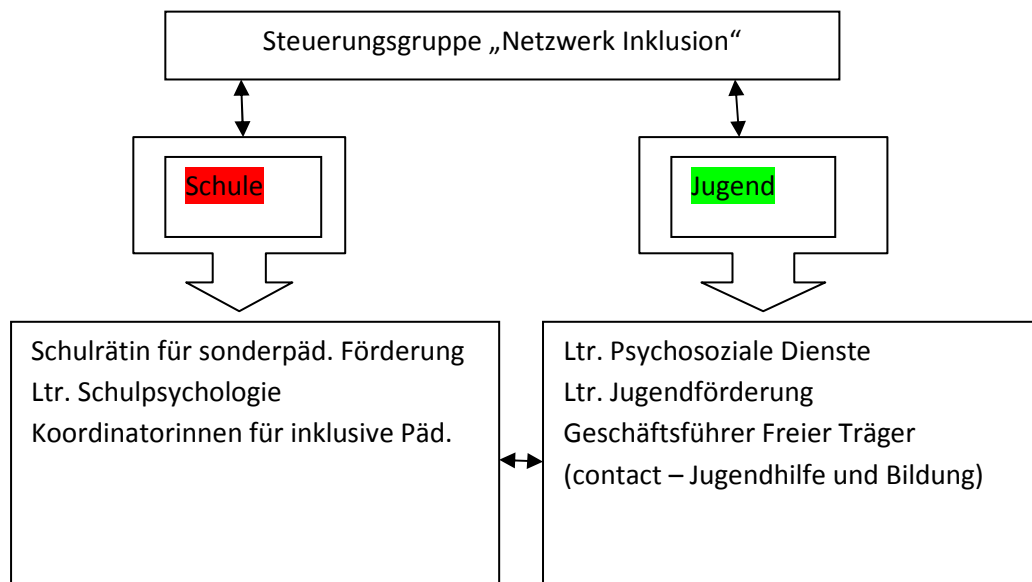 Steuerungsgruppe „Netzwerk Inklusion“
Schule
Jugend
Schulrätin für sonderpäd. Förderung
Ltr. Schulpsychologie
Koordinatorinnen für inklusive Päd.
Ltr. Psychosoziale Dienste
Ltr. Jugendförderung
Geschäftsführer Freier Träger
(contact – Jugendhilfe und Bildung)